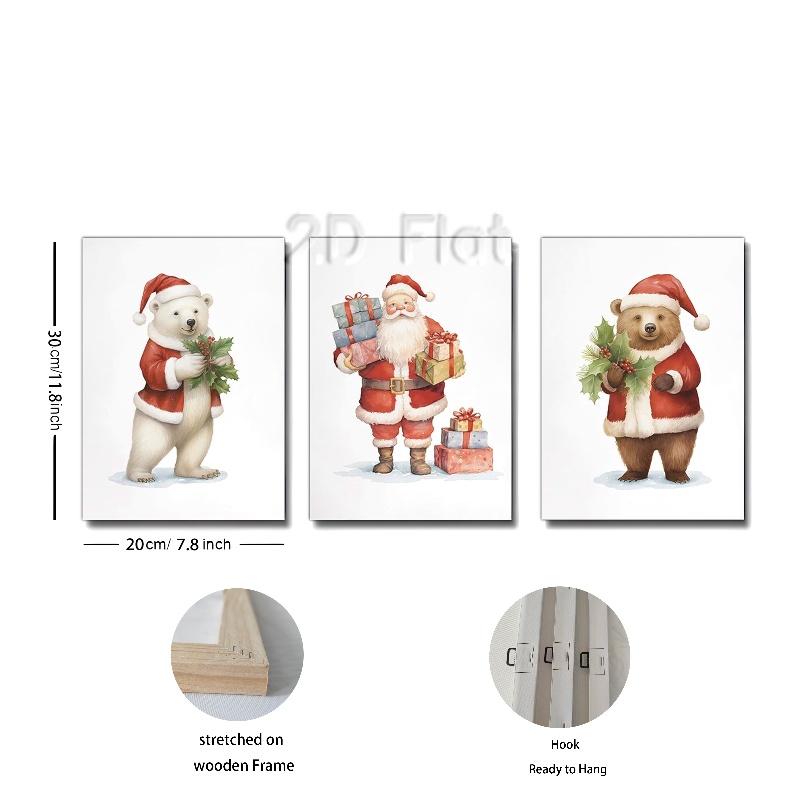 2D Flat
30cm/11.8inch
20cm/ 7.8 inch
stretched on
wooden Frame
Hook
Ready to Hang